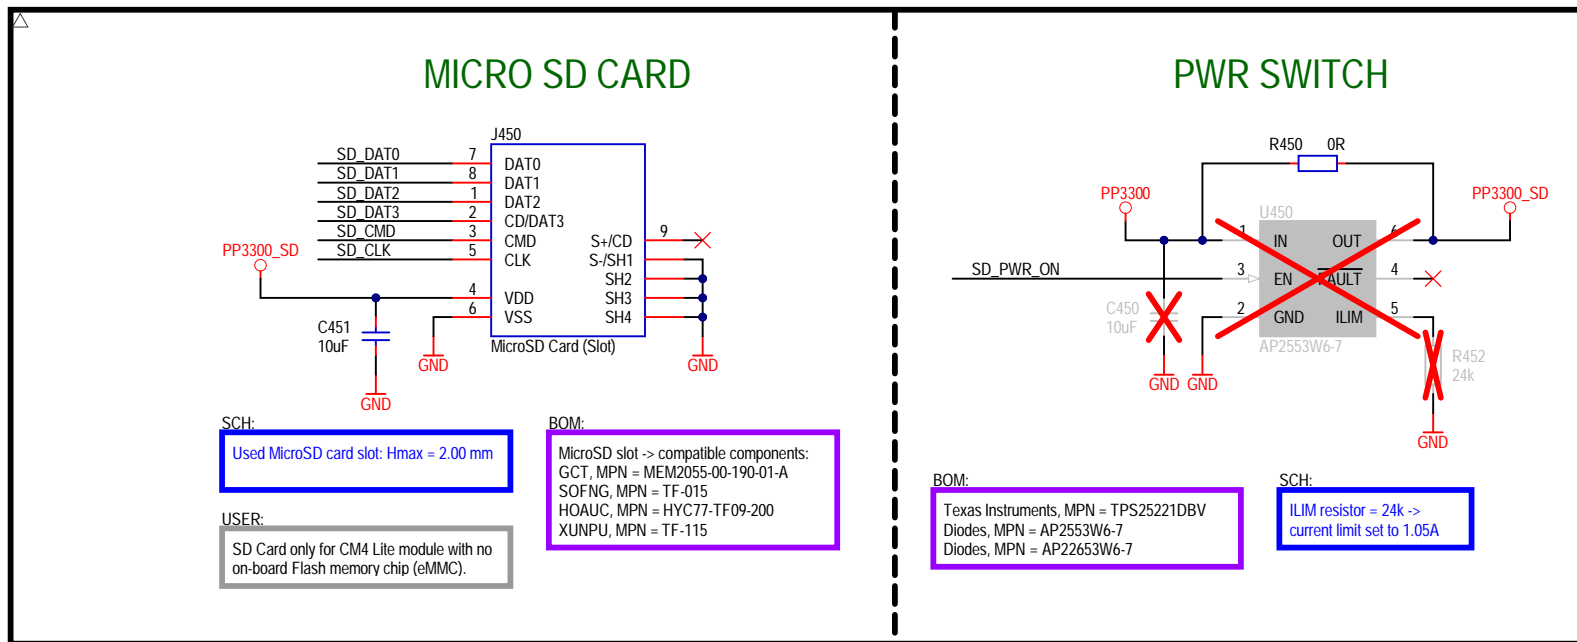 MICRO SD CARD
J450
SD_DAT0 7 DAT0
SD_DAT1 8 DAT1
SD_DAT2 1 DAT2
SD_DAT3 2 CD/DAT3
SD_CMD 3 CMD S+/CD 9
SD_CLK 5 CLK S-/SH1
PP3300_SD
SH2
4 VDD SH3
6 VSS SH4
C451
10uF
MicroSD Card (Slot)
GND
GND
GND
SCH:
Used MicroSD card slot: Hmax = 2.00 mm
USER:
SD Card only for CM4 Lite module with no
on-board Flash memory chip (eMMC).
BOM:
MicroSD slot -> compatible components:
GCT, MPN = MEM2055-00-190-01-A
SOFNG, MPN = TF-015
HOAUC, MPN = HYC77-TF09-200
XUNPU, MPN = TF-115
PWR SWITCH
R450 0R
PP3300
PP3300_SD
U450
1 IN OUT 6
SD_PWR_ON 3 EN FAULT 4
2 GND ILIM 5
C450
10uF
AP2553W6-7
R452
24k
GND GND
GND
BOM:
Texas Instruments, MPN = TPS25221DBV
Diodes, MPN = AP2553W6-7
Diodes, MPN = AP22653W6-7
SCH:
ILIM resistor = 24k ->
current limit set to 1.05A